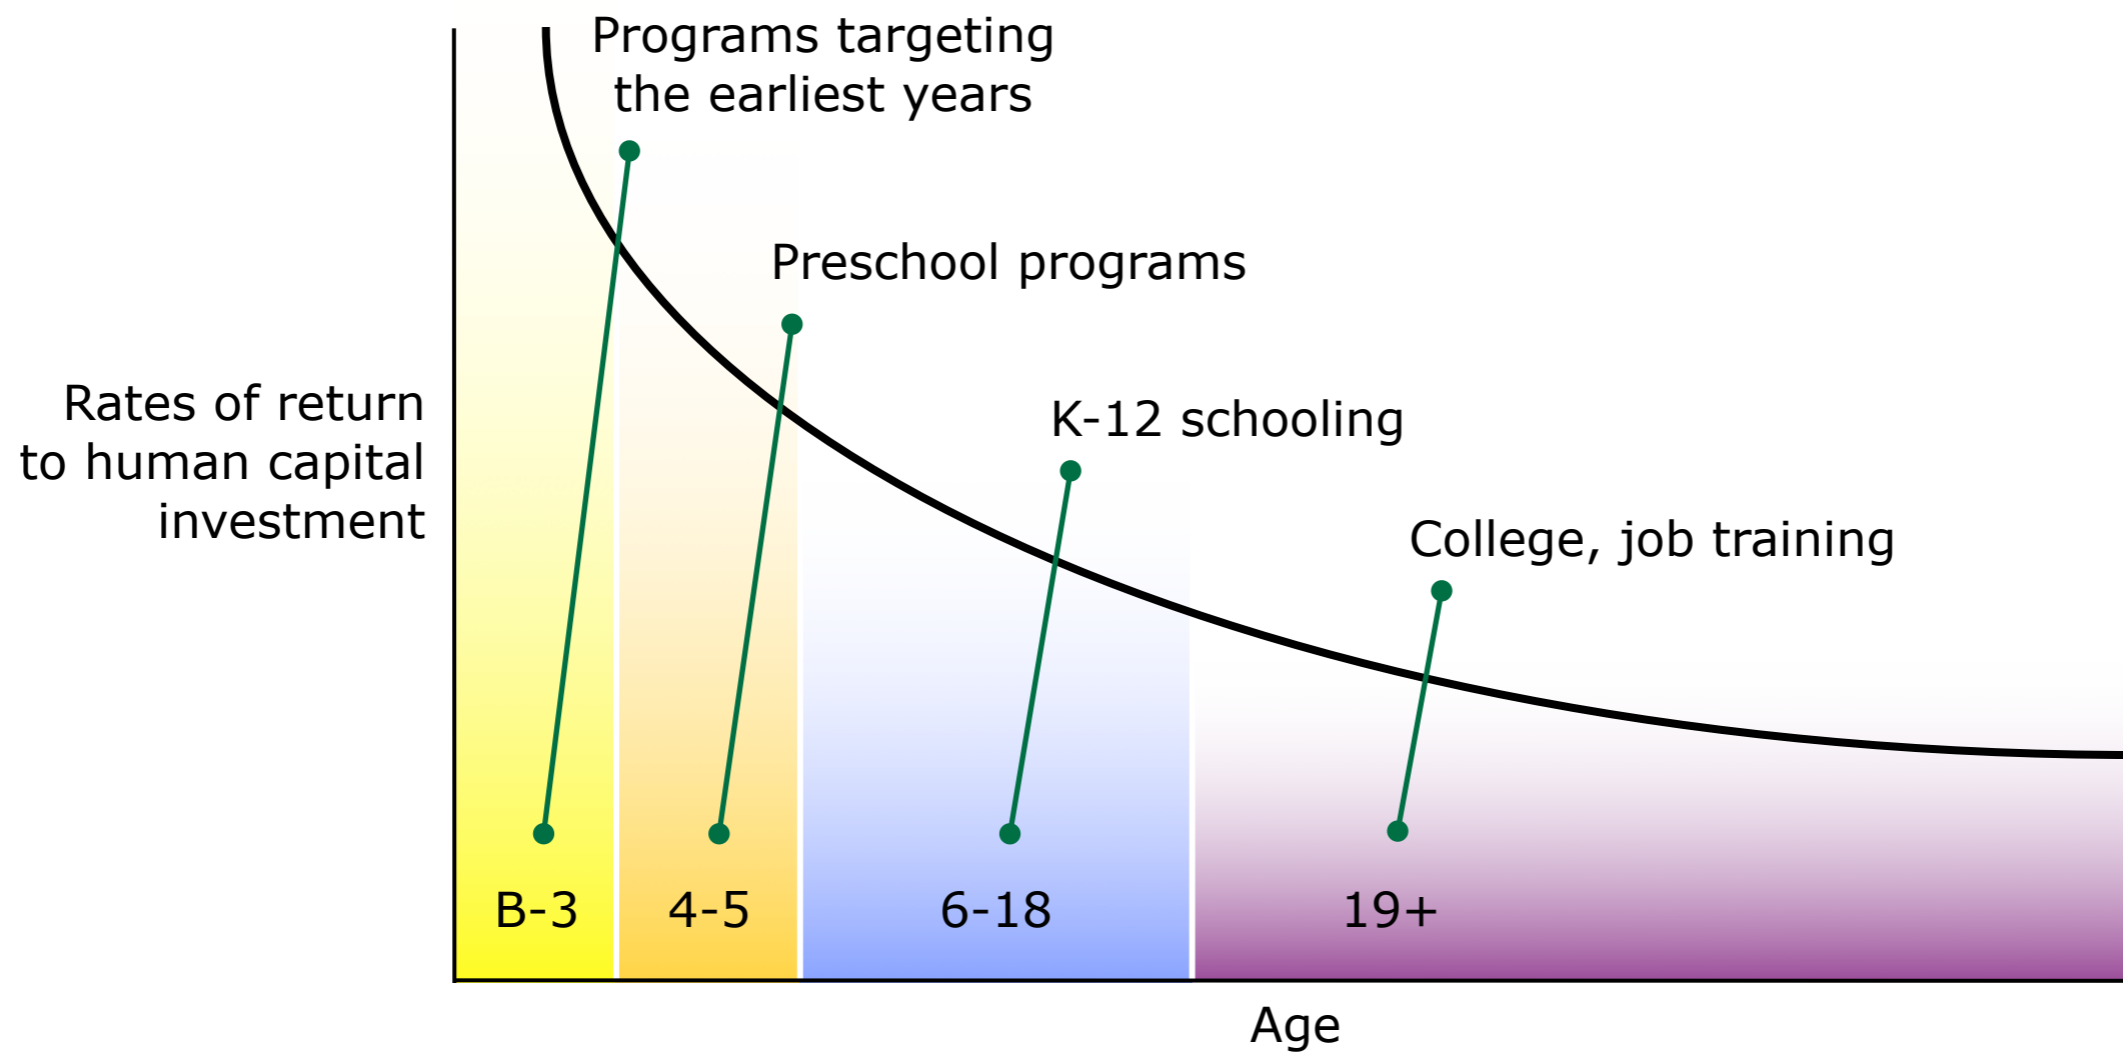 Programs targeting
the earliest years
Preschool programs
Rates of return
to human capital
investment
K-12 schooling
College, job training
B-3
4-5
6-18
19+
Age